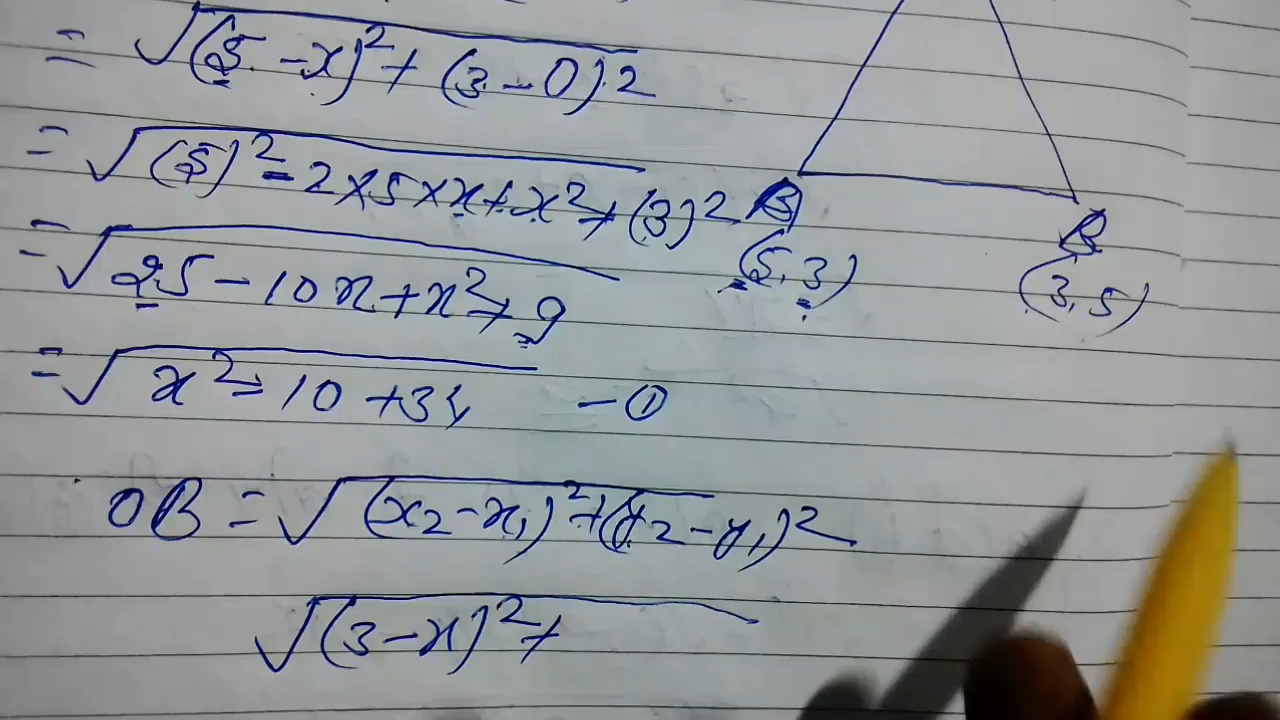 = √(5 - x)² + (3 - 0)2
= √(5)² - 2×5×x+x²+(3)²
= √25 - 10x+x²+9
= √x² - 10 + 34 - ①
B
(5, 3)
B
(3, 5)
OB = √(x₂ - x₁)²+(y₂ - y₁)²
√(3 - x)²+